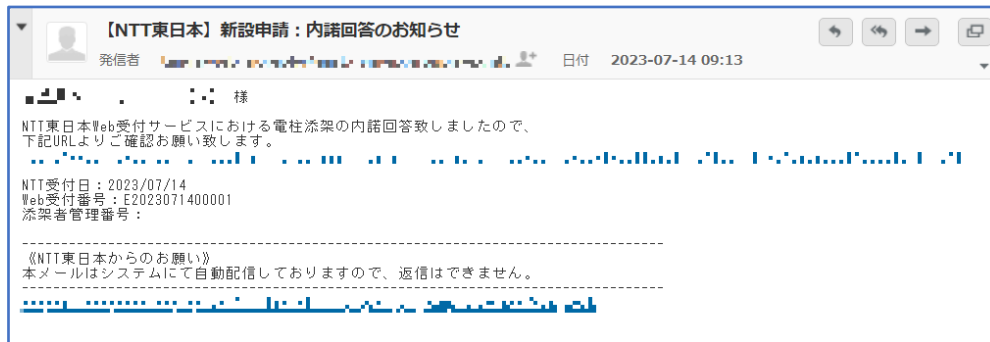 【NTT東日本】新設申請：内諾回答のお知らせ
発信者 日付 2023-07-14 09:13
様
NTT東日本Web受付サービスにおける電柱添架の内諾回答致しましたので、
下記URLよりご確認お願い致します。
NTT受付日：2023/07/14
Web受付番号：E2023071400001
添架者管理番号：
------------------------------------------------------------------------
《NTT東日本からのお願い》
本メールはシステムにて自動配信しておりますので、返信はできません。
------------------------------------------------------------------------